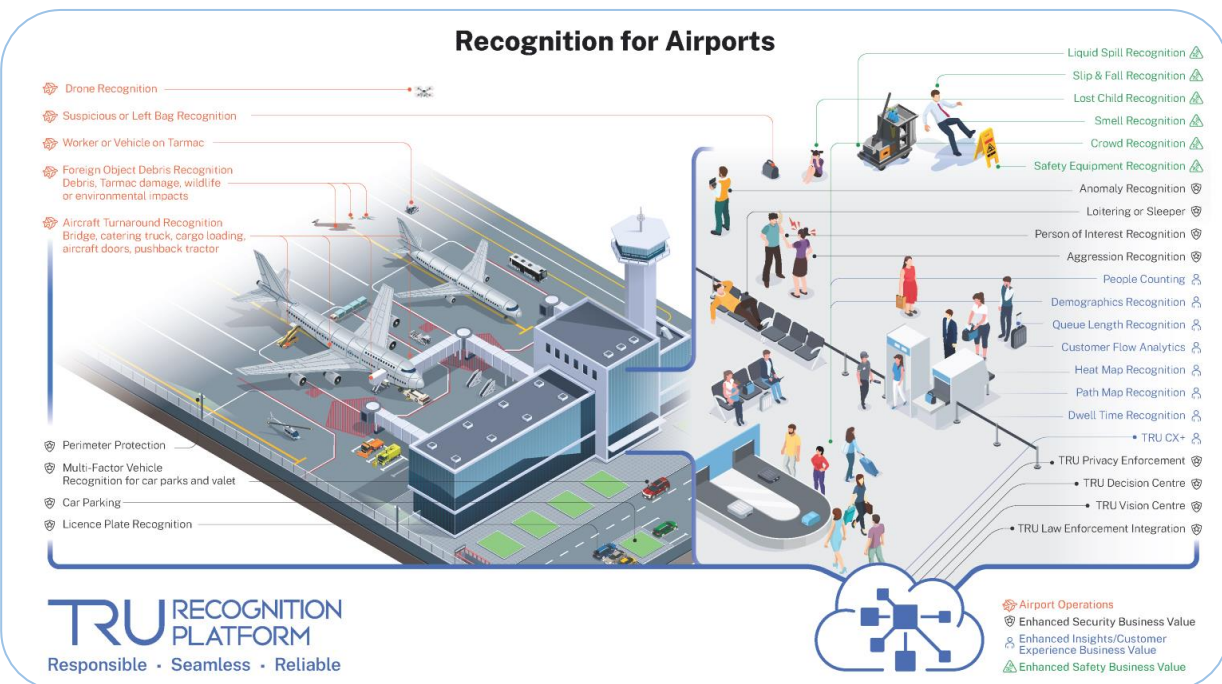 Recognition for Airports
Drone Recognition
Suspicious or Left Bag Recognition
Worker or Vehicle on Tarmac
Foreign Object Debris Recognition
Debris, Tarmac damage, wildlife
or environmental impacts
Aircraft Turnaround Recognition
Bridge, catering truck, cargo loading,
aircraft doors, pushback tractor
Perimeter Protection
Multi-Factor Vehicle
Recognition for car parks and valet
Car Parking
Licence Plate Recognition
Liquid Spill Recognition
Slip & Fall Recognition
Lost Child Recognition
Smell Recognition
Crowd Recognition
Safety Equipment Recognition
Anomaly Recognition
Loitering or Sleeper
Person of Interest Recognition
Aggression Recognition
People Counting
Demographics Recognition
Queue Length Recognition
Customer Flow Analytics
Heat Map Recognition
Path Map Recognition
Dwell Time Recognition
TRU CX+
TRU Privacy Enforcement
TRU Decision Centre
TRU Vision Centre
TRU Law Enforcement Integration
TRU RECOGNITION
PLATFORM
Responsible • Seamless • Reliable
Airport Operations
Enhanced Security Business Value
Enhanced Insights/Customer
Experience Business Value
Enhanced Safety Business Value